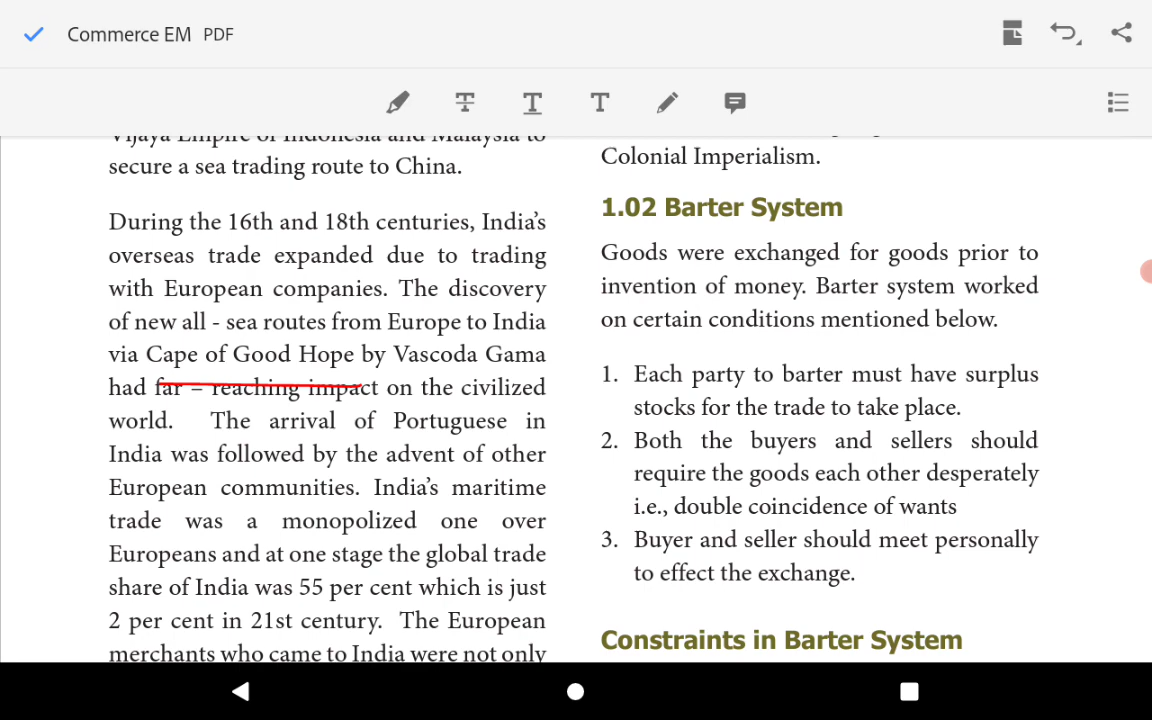 Commerce EM PDF
Vijaya Empire of Indonesia and Malaysia to
secure a sea trading route to China.
During the 16th and 18th centuries, India's
overseas trade expanded due to trading
with European companies. The discovery
of new all - sea routes from Europe to India
via Cape of Good Hope by Vascoda Gama
had far – reaching impact on the civilized
world. The arrival of Portuguese in
India was followed by the advent of other
European communities. India's maritime
trade was a monopolized one over
Europeans and at one stage the global trade
share of India was 55 per cent which is just
2 per cent in 21st century. The European
merchants who came to India were not only
Colonial Imperialism.
1.02 Barter System
Goods were exchanged for goods prior to
invention of money. Barter system worked
on certain conditions mentioned below.
1. Each party to barter must have surplus
stocks for the trade to take place.
2. Both the buyers and sellers should
require the goods each other desperately
i.e., double coincidence of wants
3. Buyer and seller should meet personally
to effect the exchange.
Constraints in Barter System